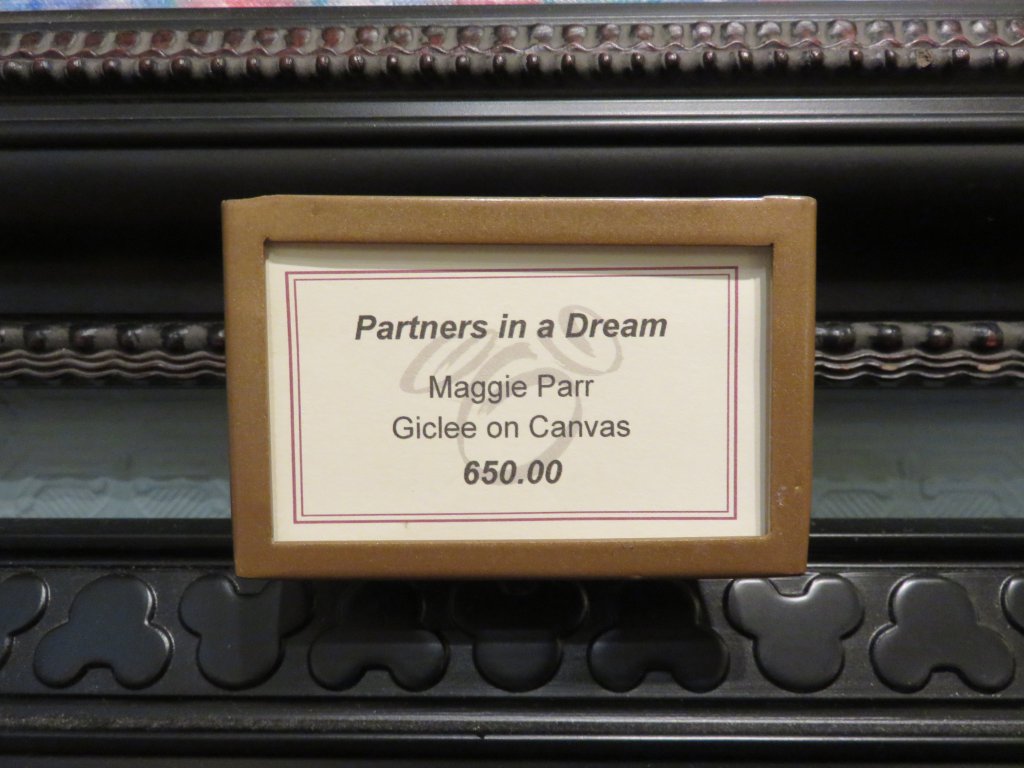 Partners in a Dream
Maggie Parr
Giclee on Canvas
650.00